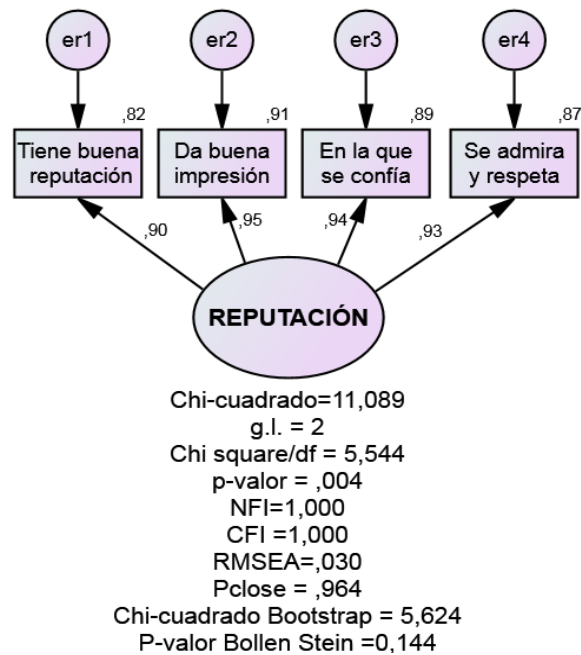 er1 er2 er3 er4
,82 ,91 ,89 ,87
Tiene buena reputación
Da buena impresión
En la que se confía
Se admira y respeta
,90 ,95 ,94 ,93
REPUTACIÓN
Chi-cuadrado=11,089
g.l. = 2
Chi square/df = 5,544
p-valor = ,004
NFI=1,000
CFI =1,000
RMSEA=,030
Pclose = ,964
Chi-cuadrado Bootstrap = 5,624
P-valor Bollen Stein =0,144